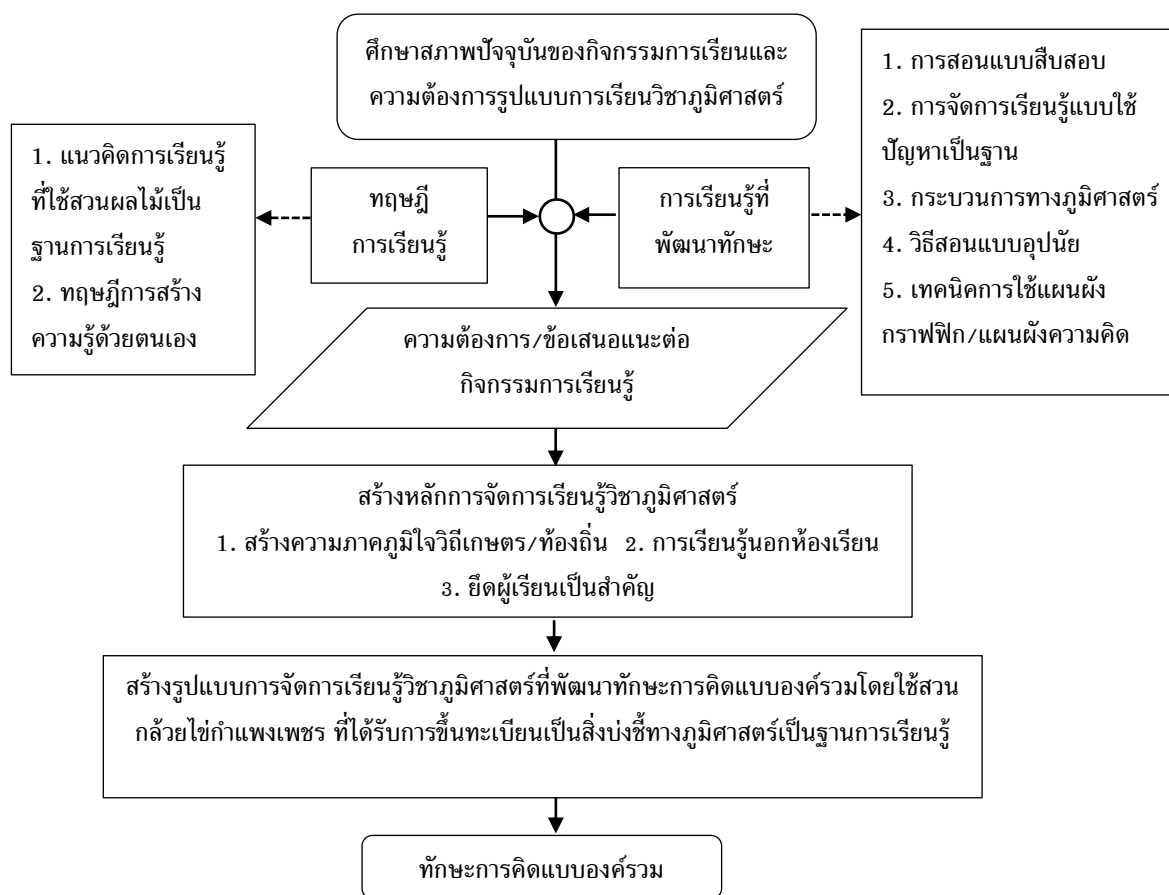 ศึกษาสภาพปัจจุบันของกิจกรรมการเรียนและ
ความต้องการรูปแบบการเรียนวิชาภูมิศาสตร์
1. แนวคิดการเรียนรู้
ที่ใช้สวนผลไม้เป็น
ฐานการเรียนรู้
2. ทฤษฎีการสร้าง
ความรู้ด้วยตนเอง
ทฤษฎี
การเรียนรู้
การเรียนรู้ที่
พัฒนาทักษะ
1. การสอนแบบสืบสอบ
2. การจัดการเรียนรู้แบบใช้
ปัญหาเป็นฐาน
3. กระบวนการทางภูมิศาสตร์
4. วิธีสอนแบบอุปนัย
5. เทคนิคการใช้แผนผัง
กราฟฟิก/แผนผังความคิด
ความต้องการ/ข้อเสนอแนะต่อ
กิจกรรมการเรียนรู้
สร้างหลักการจัดการเรียนรู้วิชาภูมิศาสตร์
1. สร้างความภาคภูมิใจวิถีเกษตร/ท้องถิ่น 2. การเรียนรู้นอกห้องเรียน
3. ยึดผู้เรียนเป็นสำคัญ
สร้างรูปแบบการจัดการเรียนรู้วิชาภูมิศาสตร์ที่พัฒนาทักษะการคิดแบบองค์รวมโดยใช้สวน
กล้วยไข่กำแพงเพชร ที่ได้รับการขึ้นทะเบียนเป็นสิ่งบ่งชี้ทางภูมิศาสตร์เป็นฐานการเรียนรู้
ทักษะการคิดแบบองค์รวม